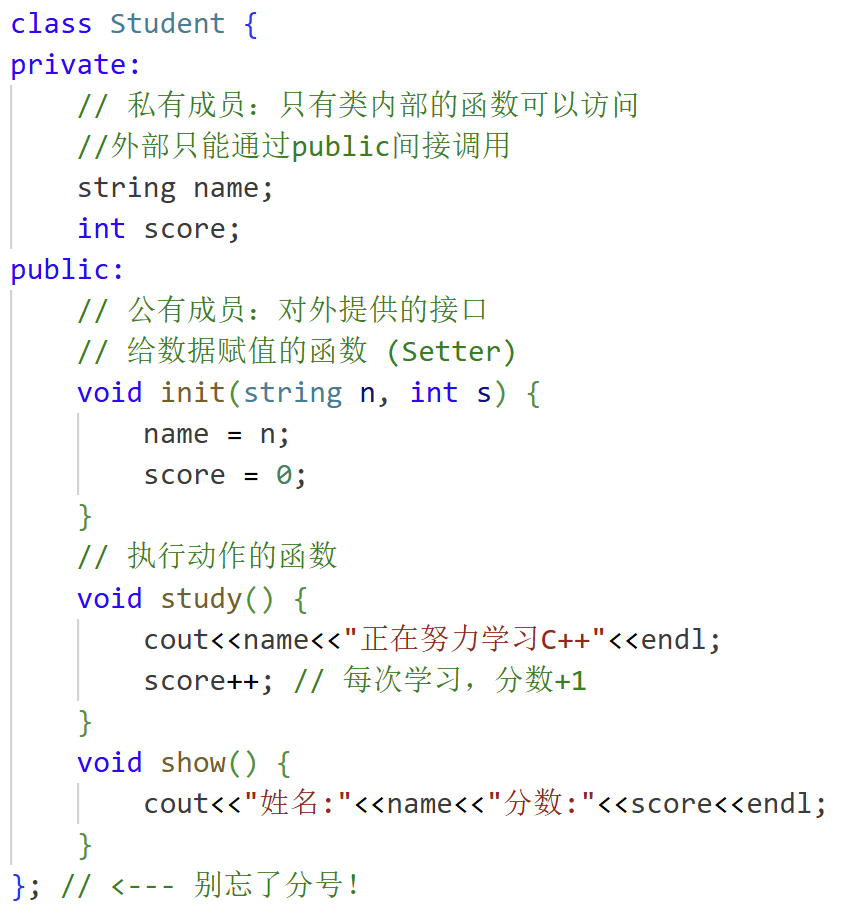 class Student {
private:
    // 私有成员：只有类内部的函数可以访问
    //外部只能通过public间接调用
    string name;
    int score;
public:
    // 公有成员：对外提供的接口
    // 给数据赋值的函数 (Setter)
    void init(string n, int s) {
        name = n;
        score = 0;
    }
    // 执行动作的函数
    void study() {
        cout<<name<<"正在努力学习C++"<<endl;
        score++; // 每次学习，分数+1
    }
    void show() {
        cout<<"姓名:"<<name<<"分数:"<<score<<endl;
    }
}; // <--- 别忘了分号！